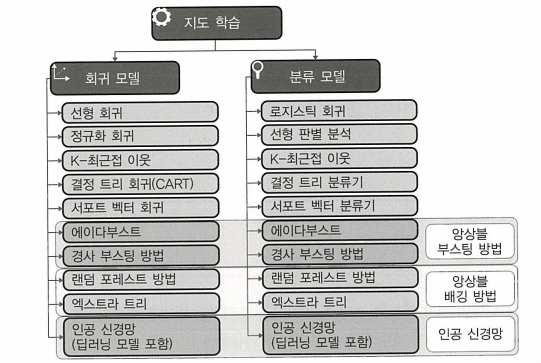 지도 학습
회귀 모델
분류 모델
선형 회귀
정규화 회귀
K-최근접 이웃
결정 트리 회귀(CART)
서포트 벡터 회귀
에이다부스트
경사 부스팅 방법
랜덤 포레스트 방법
엑스트라 트리
인공 신경망
(딥러닝 모델 포함)
로지스틱 회귀
선형 판별 분석
K-최근접 이웃
결정 트리 분류기
서포트 벡터 분류기
에이다부스트
경사 부스팅 방법
랜덤 포레스트 방법
엑스트라 트리
인공 신경망
(딥러닝 모델 포함)
앙상블
부스팅 방법
앙상블
배깅 방법
인공 신경망